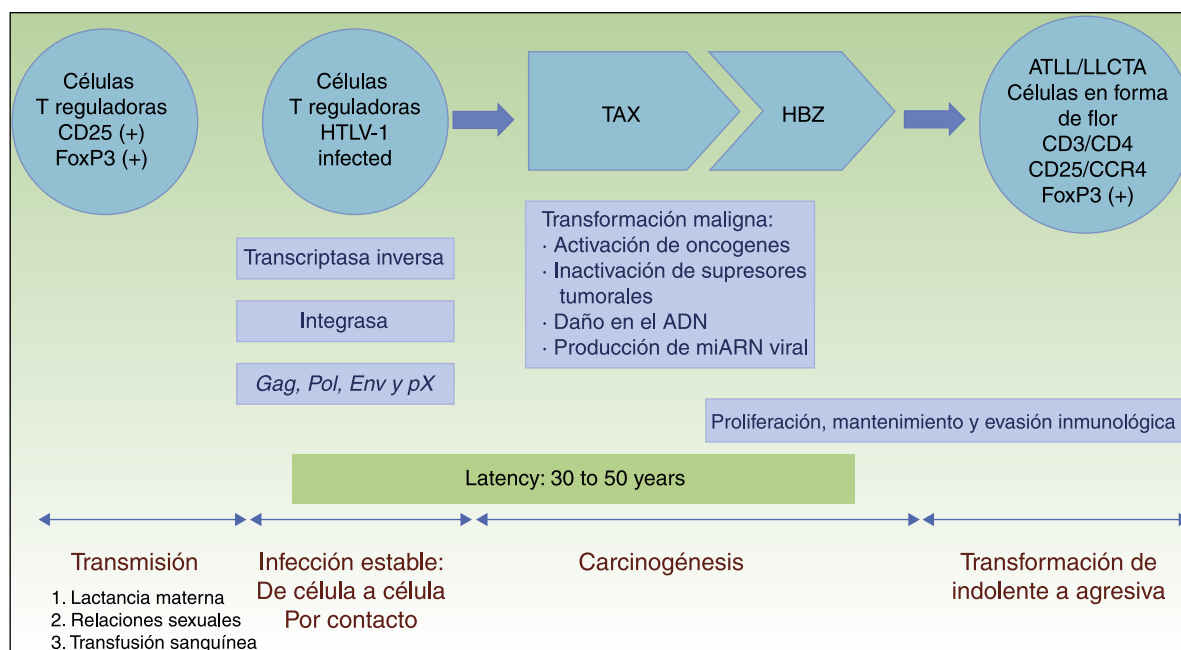 Células
T reguladoras
CD25 (+)
FoxP3 (+)
Células
T reguladoras
HTLV-1
infected
TAX
HBZ
ATLL/LLCTA
Células en forma
de flor
CD3/CD4
CD25/CCR4
FoxP3 (+)
Transcriptasa inversa
Integrasa
Gag, Pol, Env y pX
Transformación maligna:
· Activación de oncogenes
· Inactivación de supresores
tumorales
· Daño en el ADN
· Producción de miARN viral
Proliferación, mantenimiento y evasión inmunológica
Latency: 30 to 50 years
Transmisión
1. Lactancia materna
2. Relaciones sexuales
3. Transfusión sanguínea
Infección estable:
De célula a célula
Por contacto
Carcinogénesis
Transformación de
indolente a agresiva